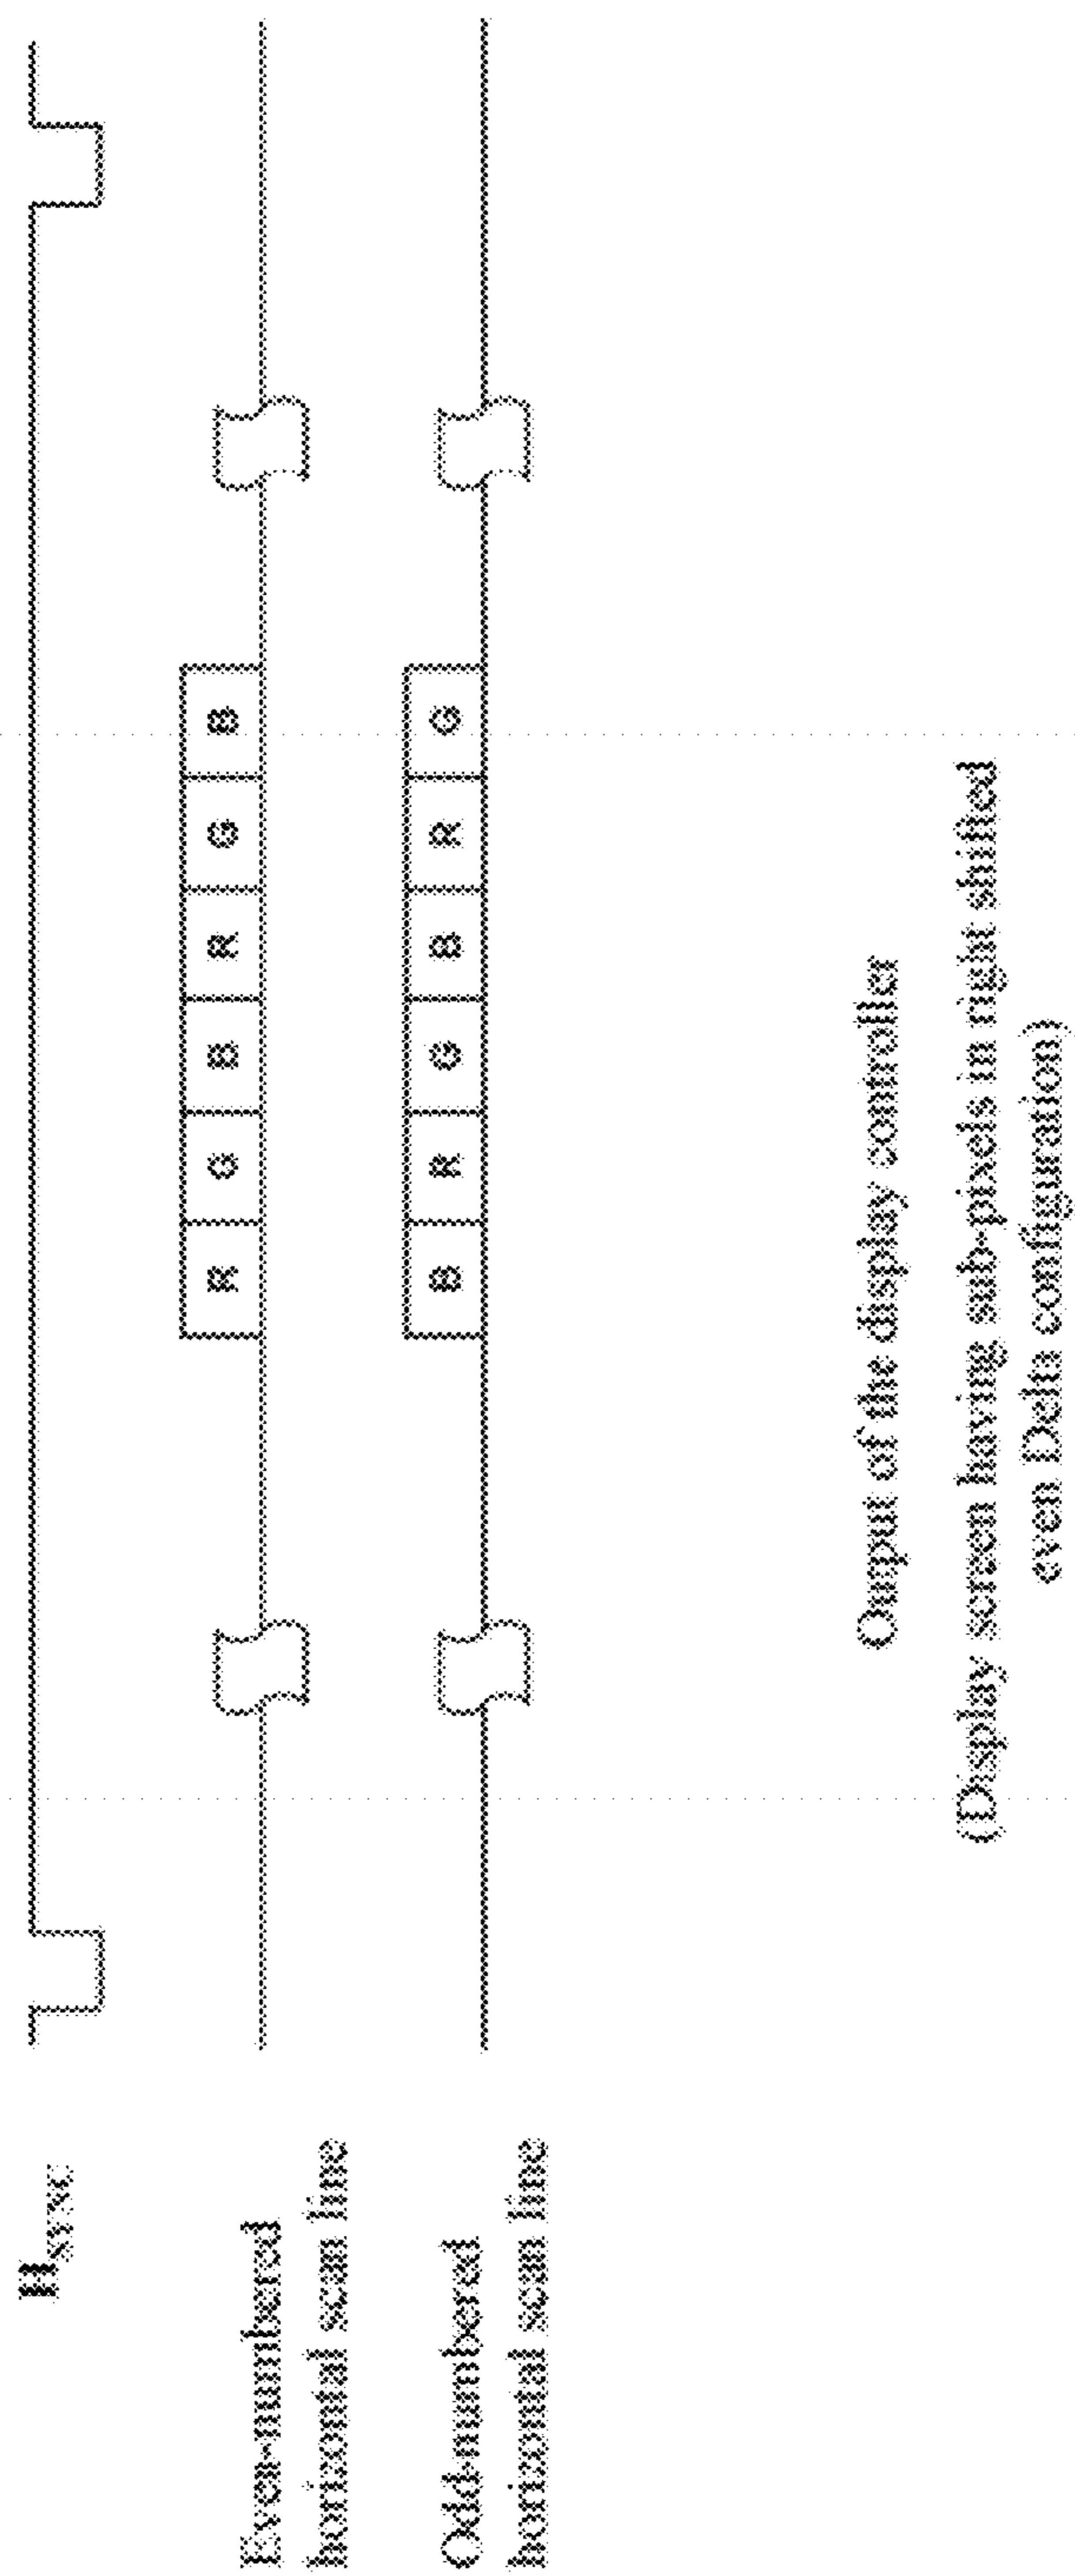 Hsync
Even-numbered
horizontal scan line
R G B R G B
Odd-numbered
horizontal scan line
B R G B R G
Output of the display controller
(Display screen having sub-pixels in right shifted
even Delta configuration)